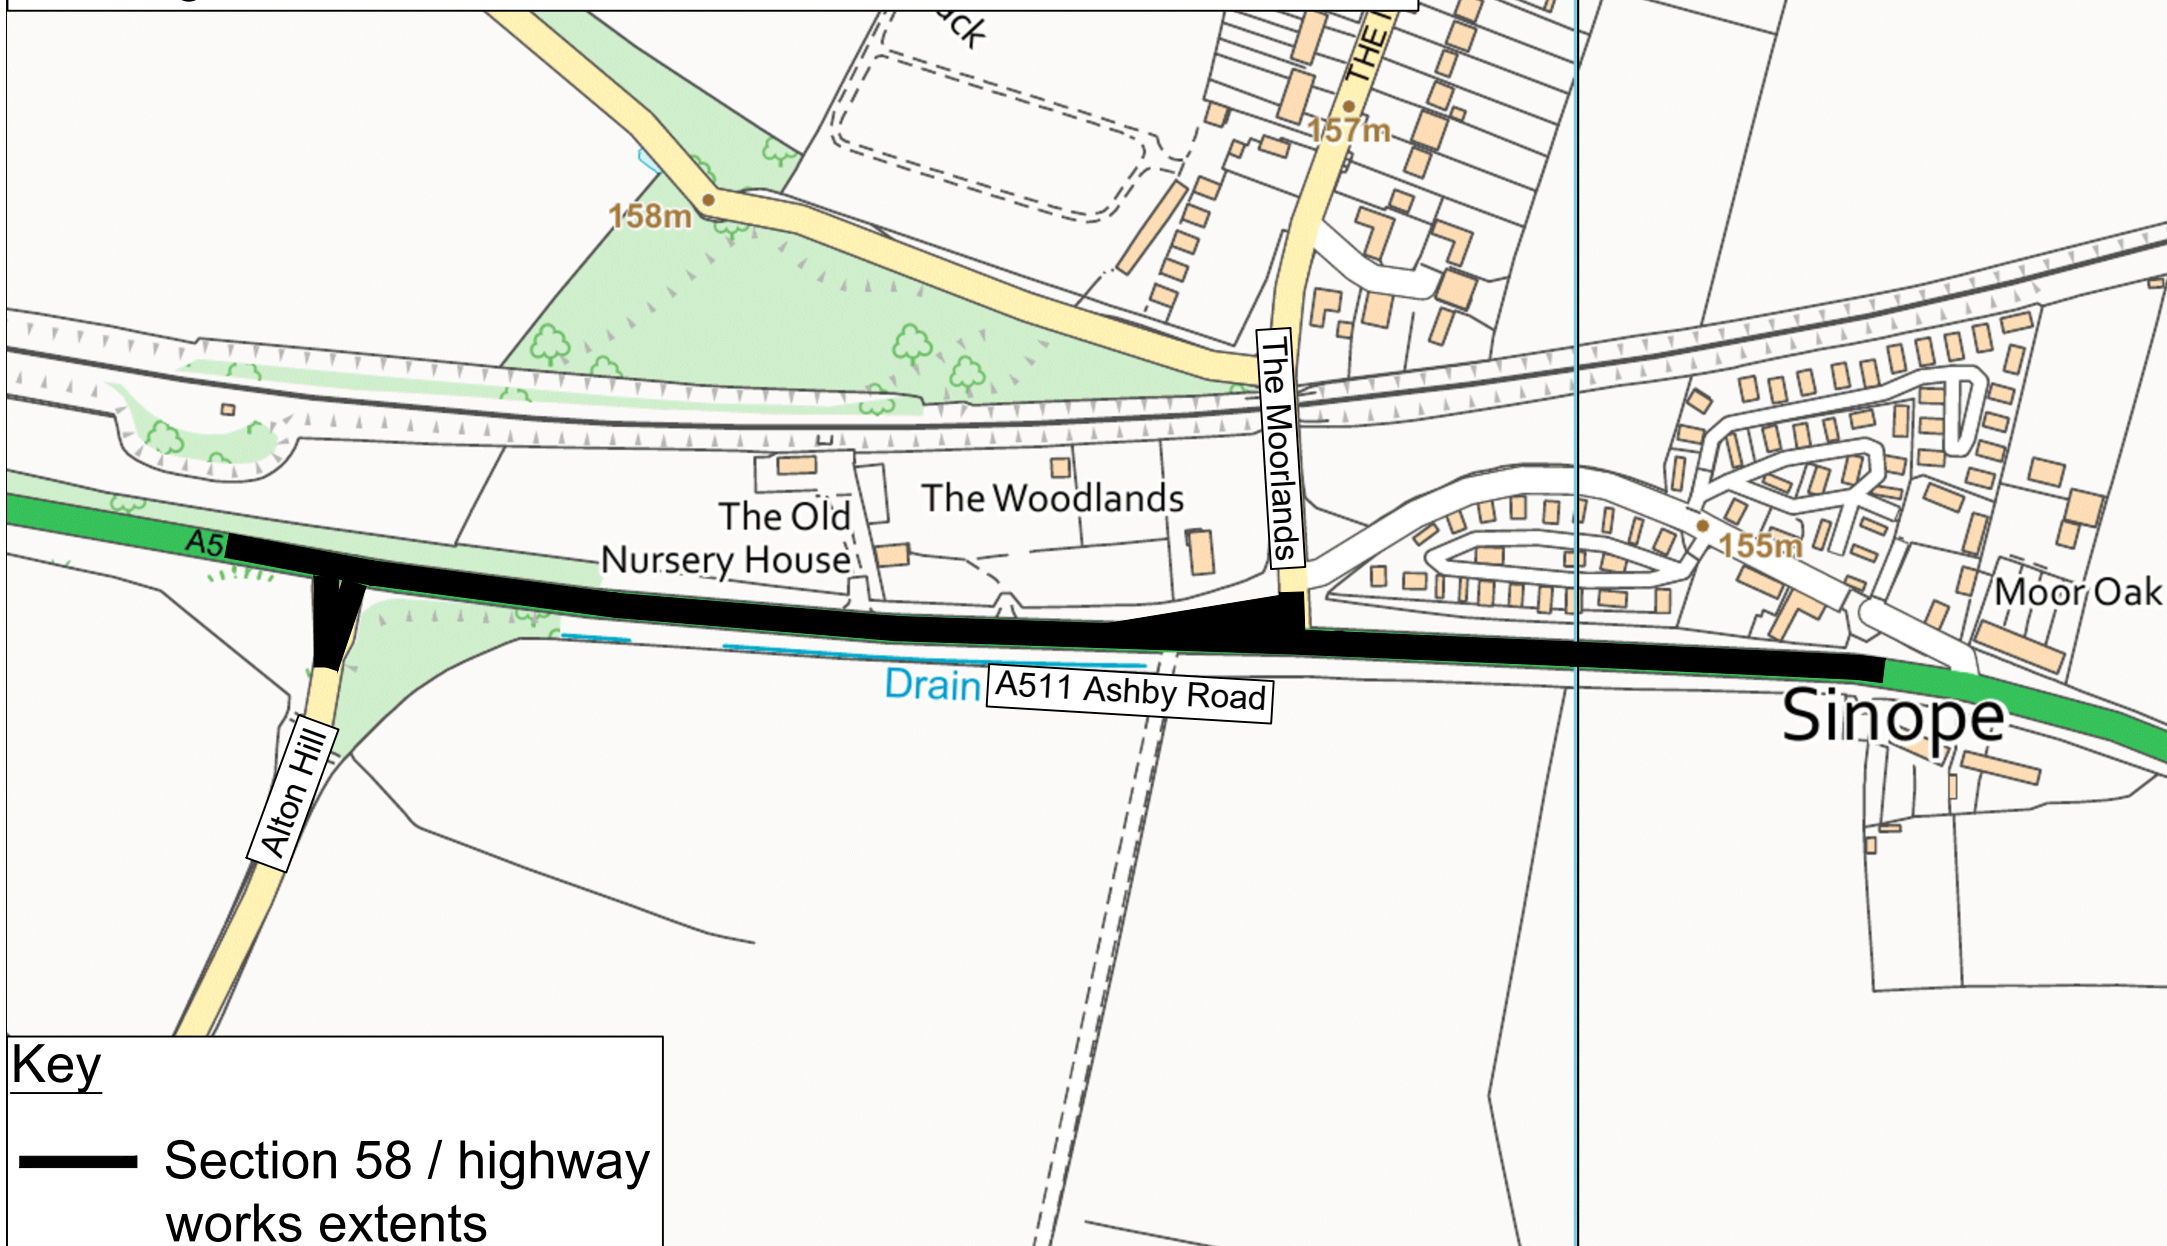 THE
157m
158m
The Moorlands
The Woodlands
The Old
Nursery House
A5
155m
Moor Oak
Drain
A511 Ashby Road
Sinope
Alton Hill
Key
Section 58 / highway
works extents